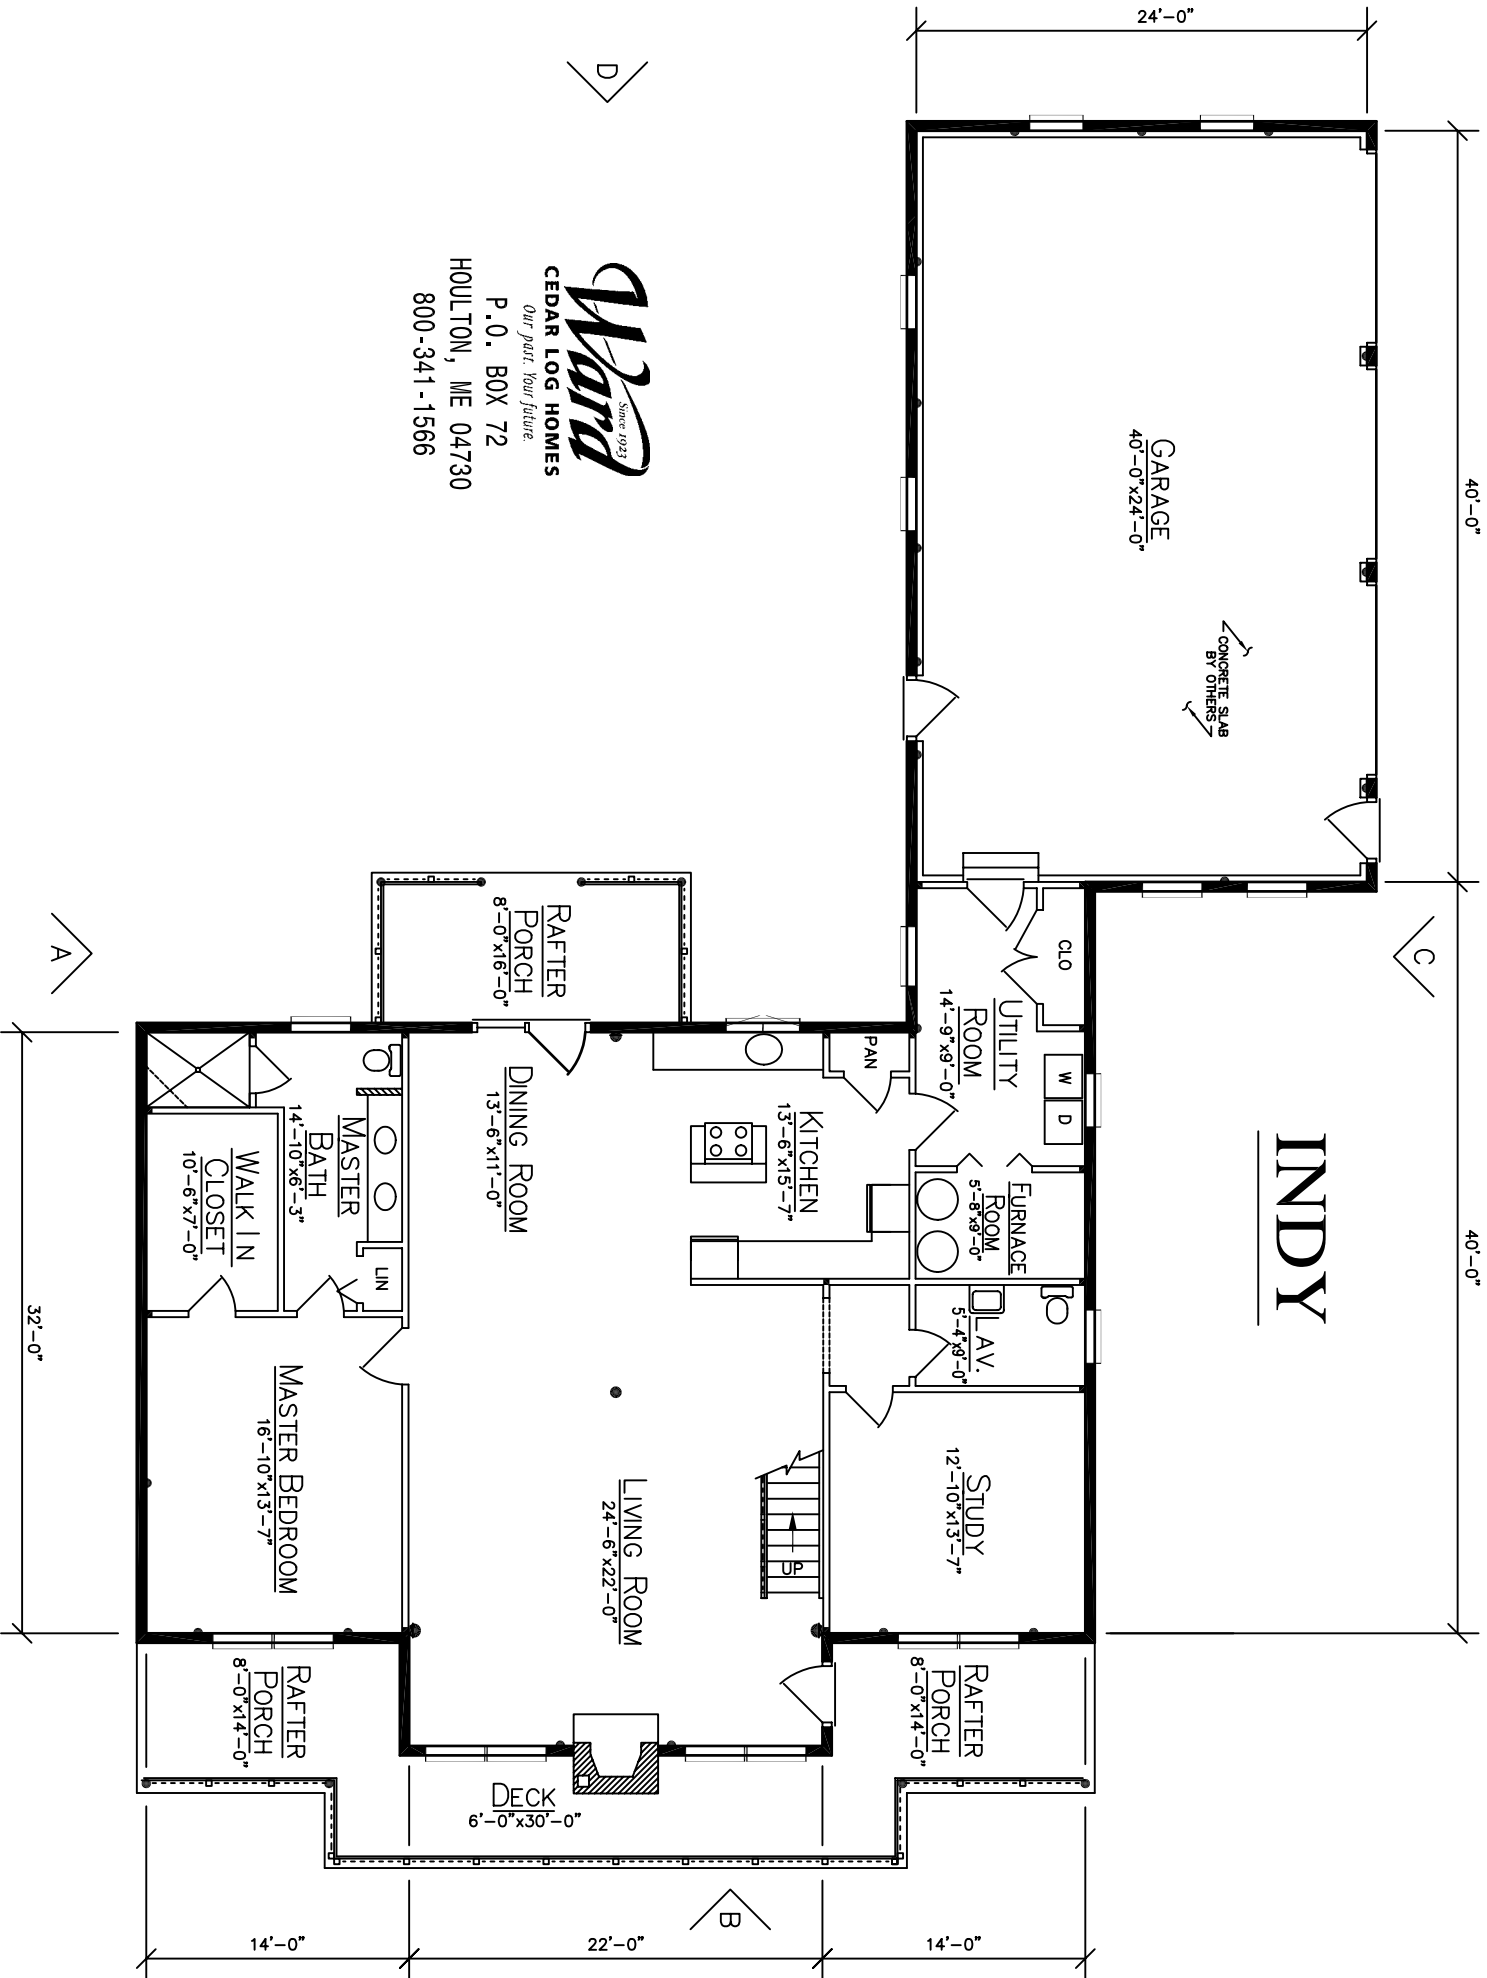 INDY
40'-0"
40'-0"
24'-0"
C
GARAGE
40'-0"x24'-0"
CONCRETE SLAB
BY OTHERS
CLO
UTILITY
ROOM
14'-9"x9'-0"
W
D
FURNACE
ROOM
5'-8"x9'-0"
LAV.
5'-4"x9'-0"
STUDY
12'-10"x13'-7"
RAFTER
PORCH
8'-0"x14'-0"
PAN
KITCHEN
13'-6"x15'-7"
UP
D
Ward
Since 1923
CEDAR LOG HOMES
Our past. Your future.
P.O. BOX 72
HOULTON, ME 04730
800-341-1566
RAFTER
PORCH
8'-0"x16'-0"
DINING ROOM
13'-6"x11'-0"
LIVING ROOM
24'-6"x22'-0"
DECK
6'-0"x30'-0"
B
MASTER
BATH
14'-10"x6'-3"
LIN
WALK IN
CLOSET
10'-6"x7'-0"
MASTER BEDROOM
16'-10"x13'-7"
RAFTER
PORCH
8'-0"x14'-0"
A
32'-0"
14'-0"
22'-0"
14'-0"